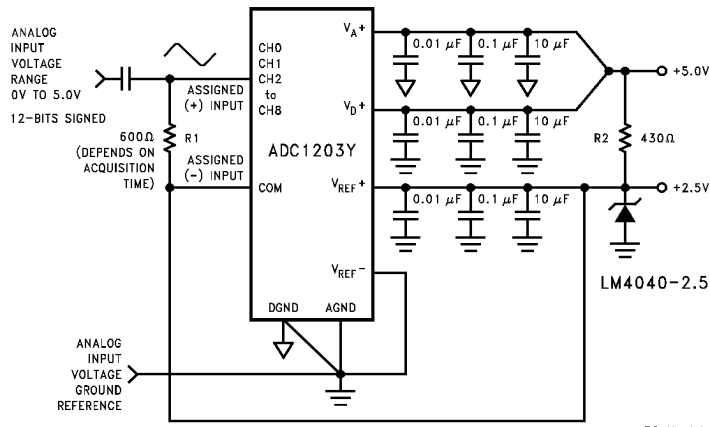 ANALOG
INPUT
VOLTAGE
RANGE
0V TO 5.0V
12-BITS SIGNED
600Ω
(DEPENDS ON
ACQUISITION
TIME)
R1
ASSIGNED
(+) INPUT
ASSIGNED
(-) INPUT
CH0
CH1
CH2
to
CH8
ADC1203Y
COM
VA+
VD+
VREF+
VREF-
DGND
AGND
0.01 µF
0.1 µF
10 µF
0.01 µF
0.1 µF
10 µF
0.01 µF
0.1 µF
10 µF
+5.0V
R2
430Ω
+2.5V
LM4040-2.5
ANALOG
INPUT
VOLTAGE
GROUND
REFERENCE